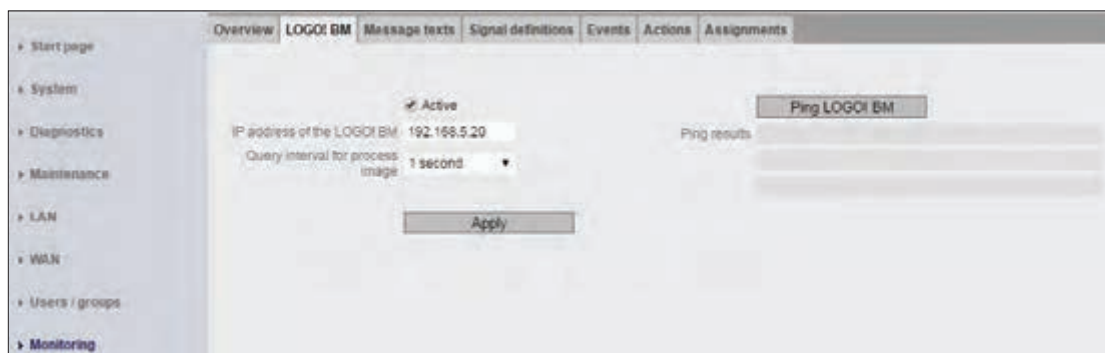 Overview LOGO! BM Message texts Signal definitions Events Actions Assignments
Start page
System
Diagnostics
Maintenance
LAN
WAN
Users / groups
Monitoring
Active
IP address of the LOGO! BM 192.168.5.20
Query interval for process
image
1 second
Apply
Ping LOGO! BM
Ping results